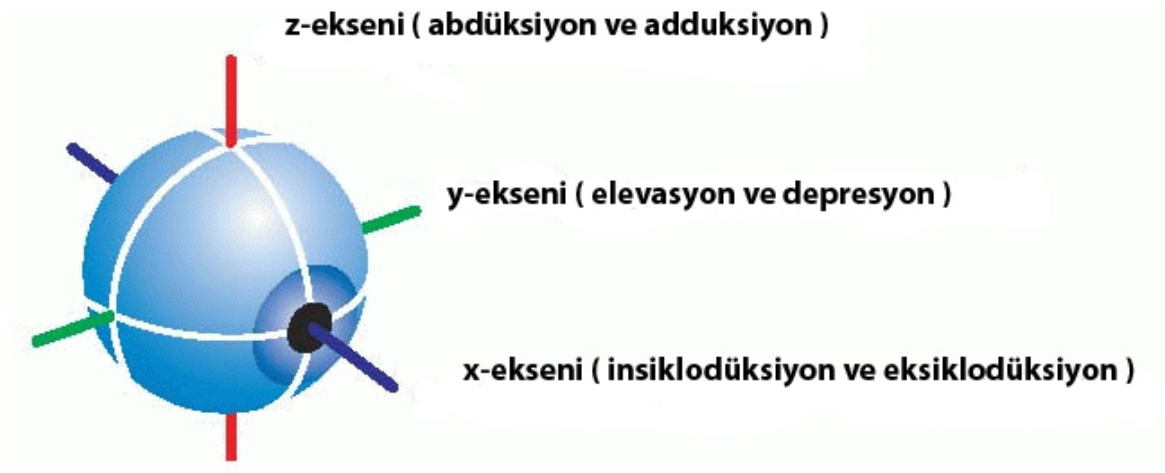 z-ekseni ( abdüksiyon ve adduksiyon )
y-ekseni ( elevasyon ve depresyon )
x-ekseni ( insiklodüksiyon ve eksiklodüksiyon )